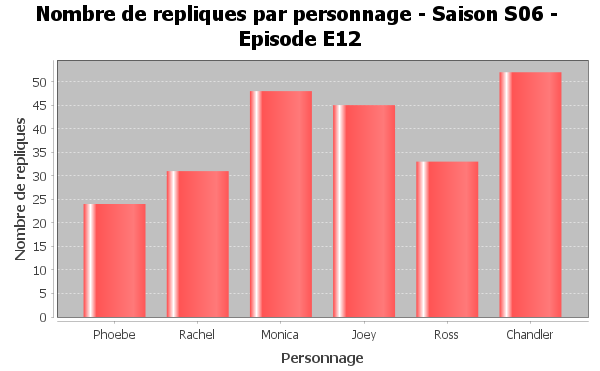 Nombre de repliques par personnage - Saison S06 -
Episode E12
Nombre de repliques
50
45
40
35
30
25
20
15
10
5
0
Phoebe Rachel Monica Joey Ross Chandler
Personnage